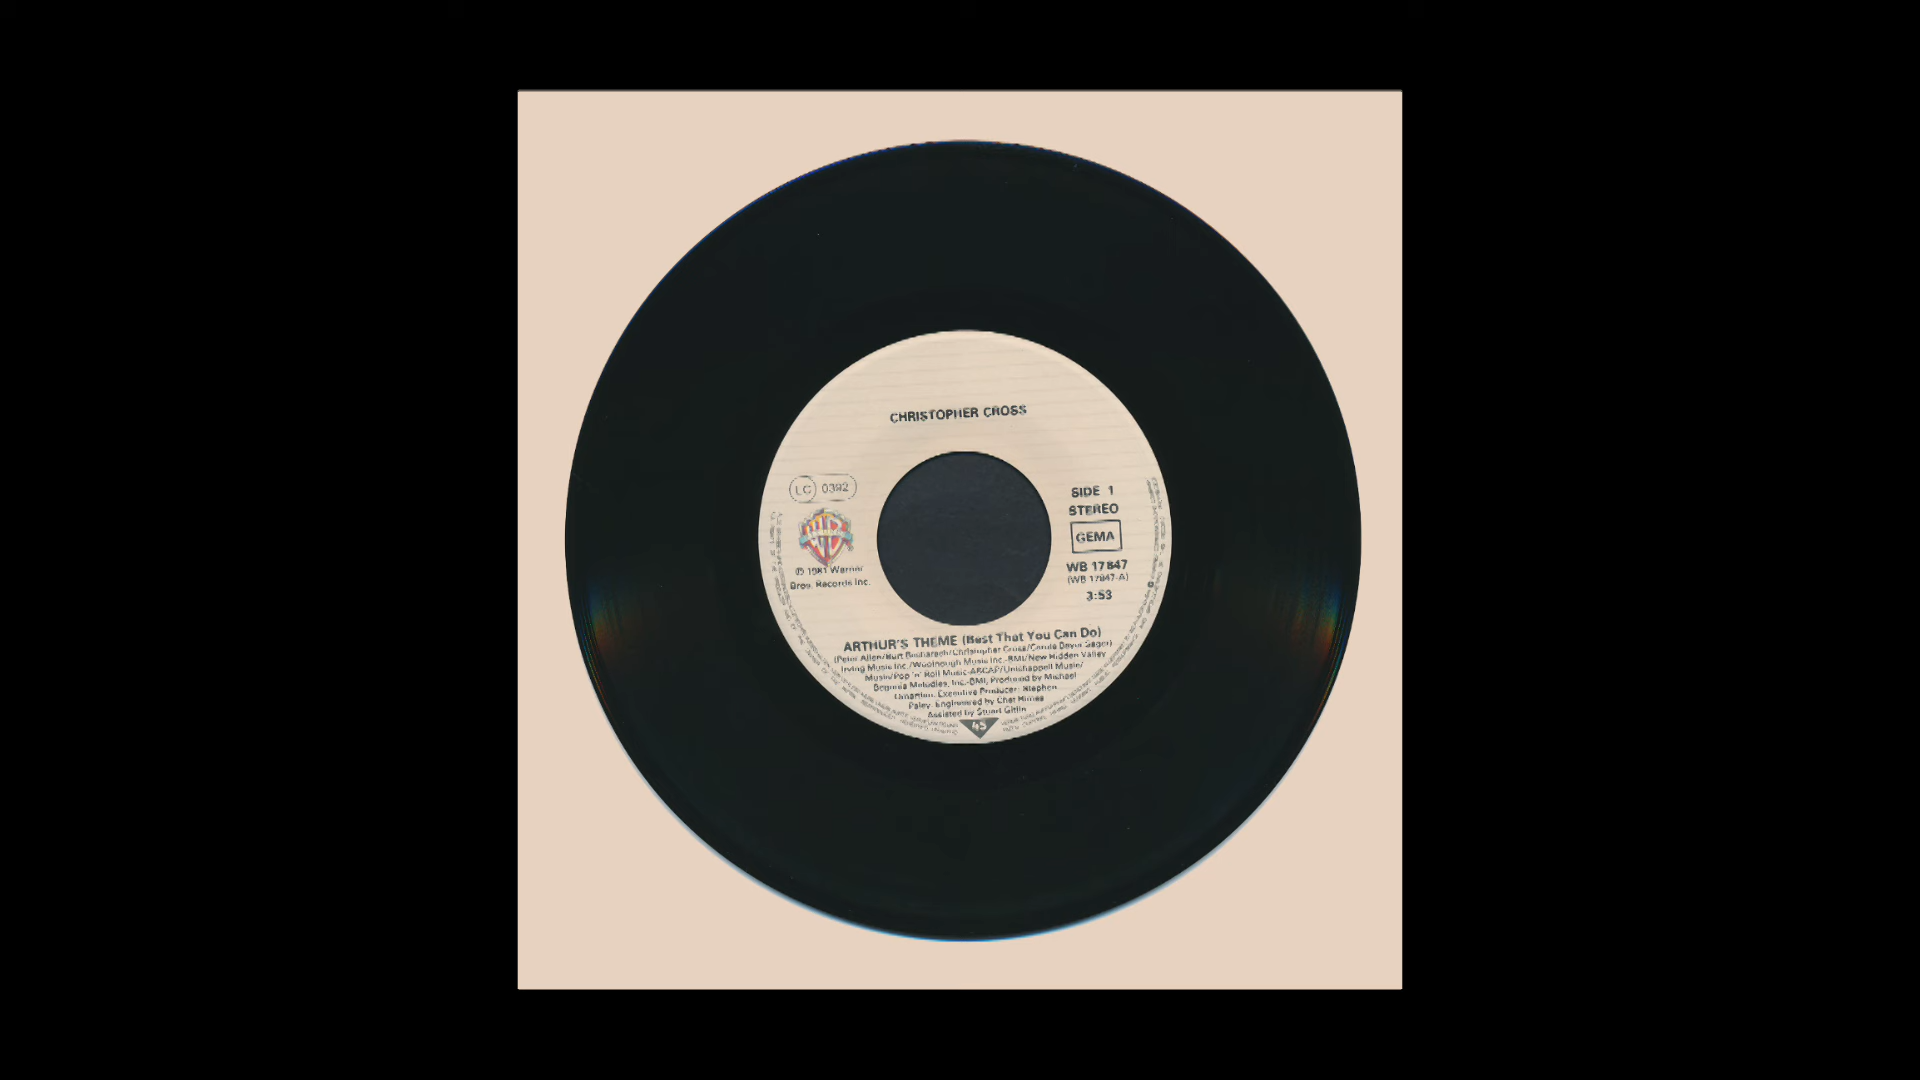 CHRISTOPHER CROSS
LC 0392
SIDE 1
STEREO
GEMA
WB 17847
(WB 17847-A)
3:53
℗ 1981 Warner
Bros. Records Inc.
ARTHUR'S THEME (Best That You Can Do)
(Peter Allen/Burt Bacharach/Christopher Cross/Carole Bayer Sager)
Irving Music Inc./Woolnough Music Inc.-BMI/New Hidden Valley
Music/Pop 'n' Roll Music-ASCAP/Unichappell Music/
Begonia Melodies, Inc.-BMI, Produced by Michael
Omartian. Executive Producer: Stephen
Paley. Engineered by Chet Himes
Assisted by Stuart Gitlin
45